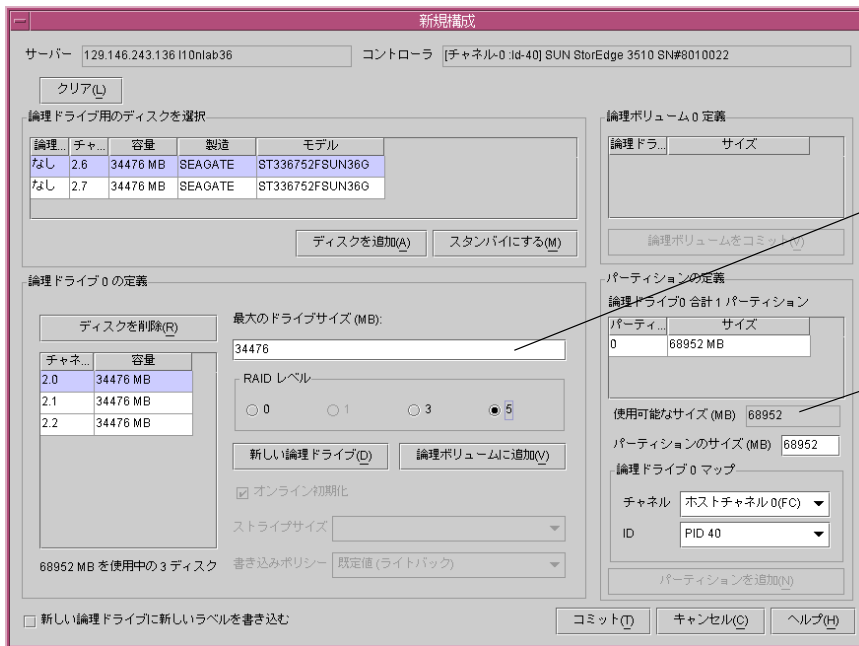 新規構成
サーバー 129.146.243.136 l10nlab36 コントローラ [チャネル-0 :Id-40] SUN StorEdge 3510 SN#8010022
クリア(L)
論理ドライブ用のディスクを選択
論理... チャ... 容量 製造 モデル
なし 2.6 34476 MB SEAGATE ST336752FSUN36G
なし 2.7 34476 MB SEAGATE ST336752FSUN36G
ディスクを追加(A) スタンバイにする(M)
論理ボリューム 0 定義
論理ドラ... サイズ
論理ボリュームをコミット(V)
論理ドライブ 0 の定義
ディスクを削除(R)
チャネ... 容量
2.0 34476 MB
2.1 34476 MB
2.2 34476 MB
68952 MB を使用中の 3 ディスク
最大のドライブサイズ (MB):
34476
RAID レベル
0 1 3 5
新しい論理ドライブ(D) 論理ボリュームに追加(V)
オンライン初期化
ストライプサイズ
書き込みポリシー 既定値 (ライトバック)
パーティションの定義
論理ドライブ0 合計 1 パーティション
パーティ... サイズ
0 68952 MB
使用可能なサイズ (MB) 68952
パーティションのサイズ (MB) 68952
論理ドライブ 0 マップ
チャネル ホストチャネル 0(FC)
ID PID 40
パーティションを追加(N)
新しい論理ドライブに新しいラベルを書き込む
コミット(T) キャンセル(C) ヘルプ(H)